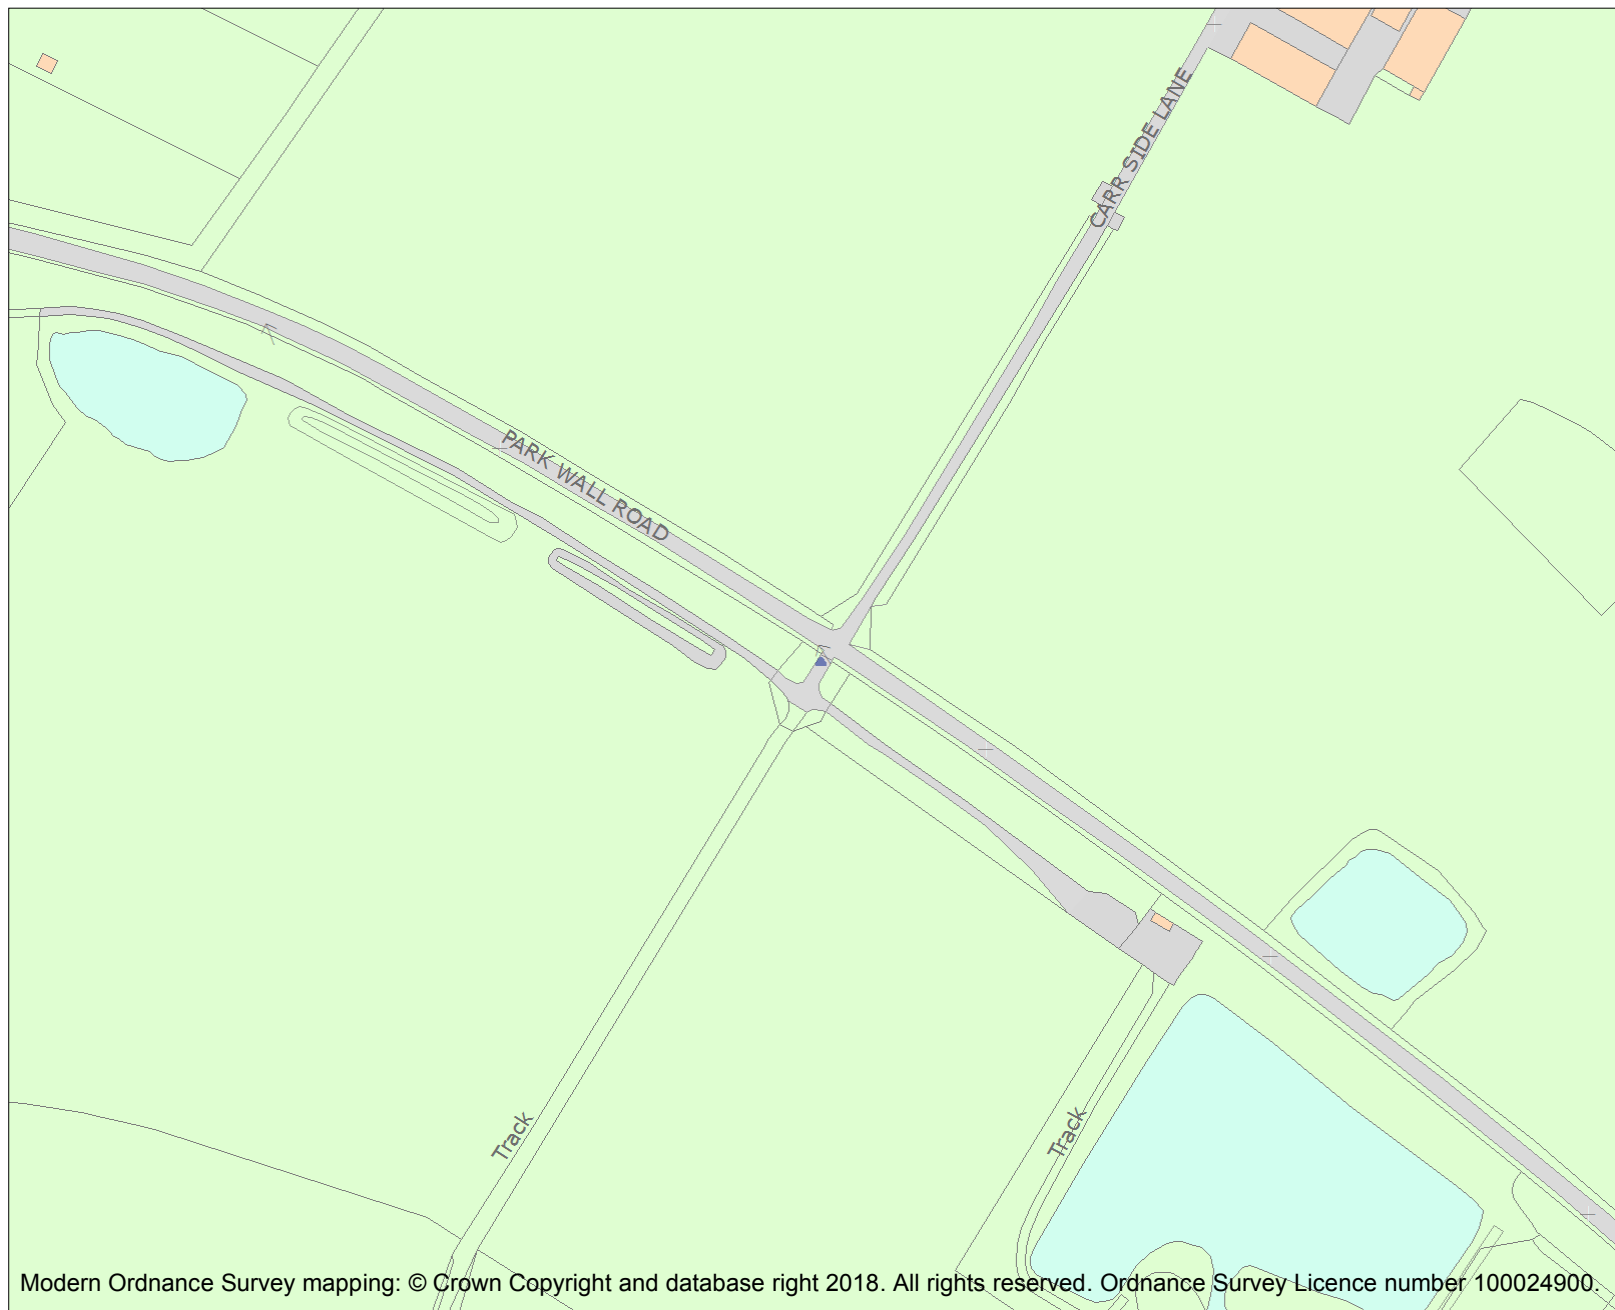 CARR SIDE LANE
PARK WALL ROAD
Track
Track
Modern Ordnance Survey mapping: © Crown Copyright and database right 2018. All rights reserved. Ordnance Survey Licence number 100024900.